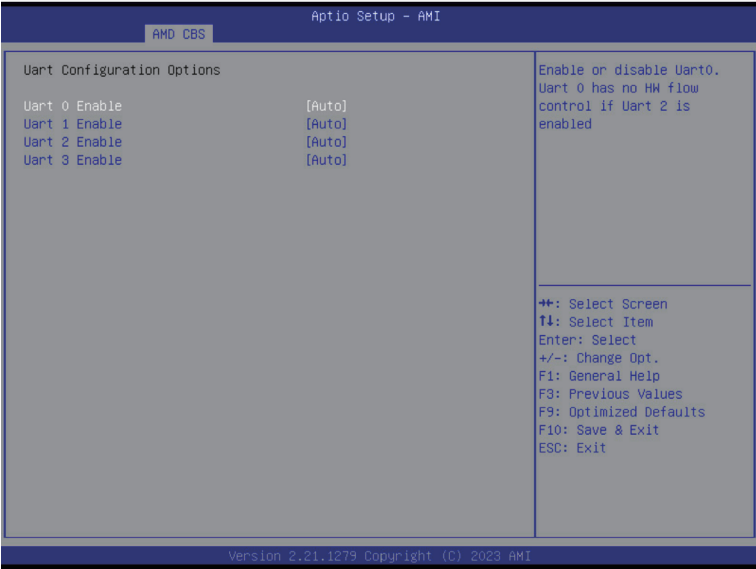 Aptio Setup – AMI
AMD CBS
Uart Configuration Options
Uart 0 Enable [Auto]
Uart 1 Enable [Auto]
Uart 2 Enable [Auto]
Uart 3 Enable [Auto]
Enable or disable Uart0.
Uart 0 has no HW flow
control if Uart 2 is
enabled
→←: Select Screen
↑↓: Select Item
Enter: Select
+/-: Change Opt.
F1: General Help
F3: Previous Values
F9: Optimized Defaults
F10: Save & Exit
ESC: Exit
Version 2.21.1279 Copyright (C) 2023 AMI